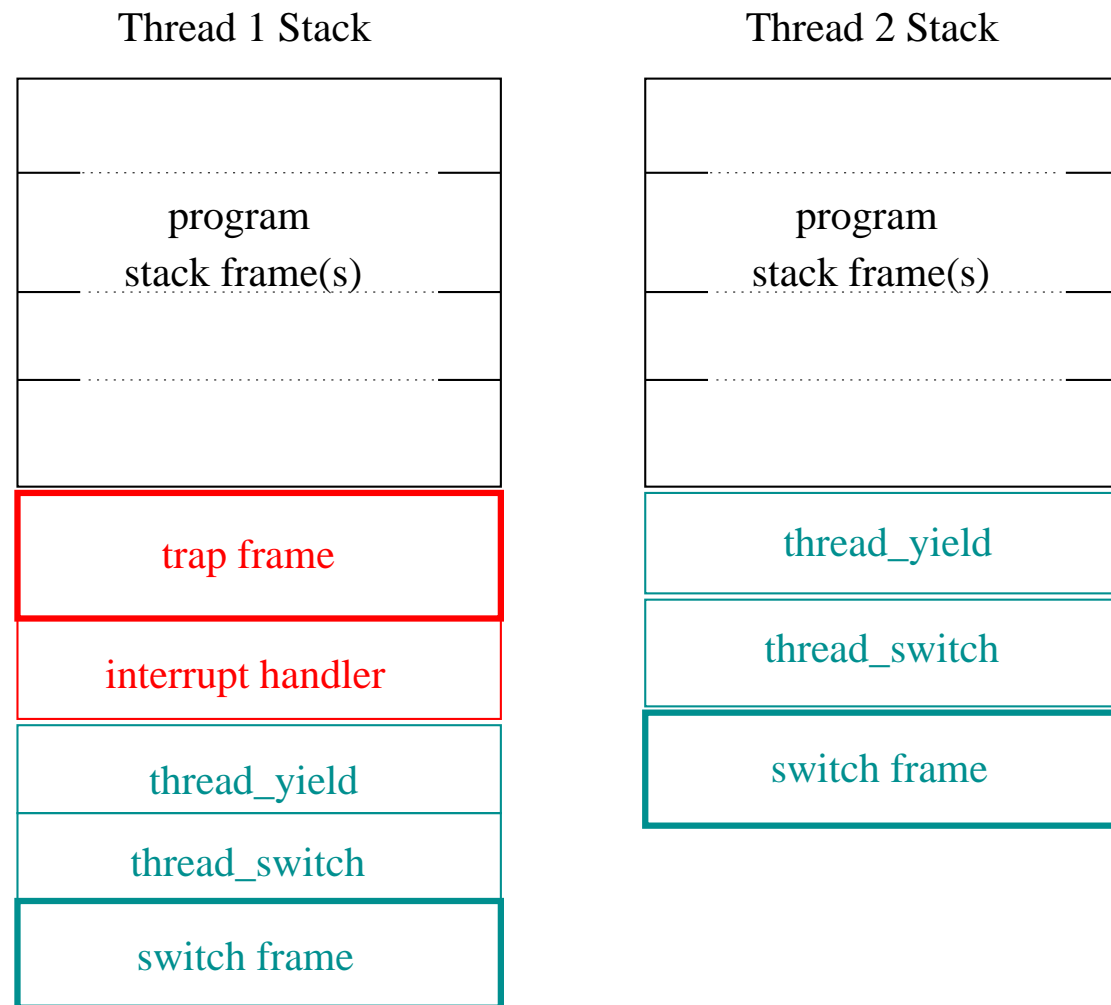 Thread 1 Stack
program
stack frame(s)
trap frame
interrupt handler
thread_yield
thread_switch
switch frame
Thread 2 Stack
program
stack frame(s)
thread_yield
thread_switch
switch frame